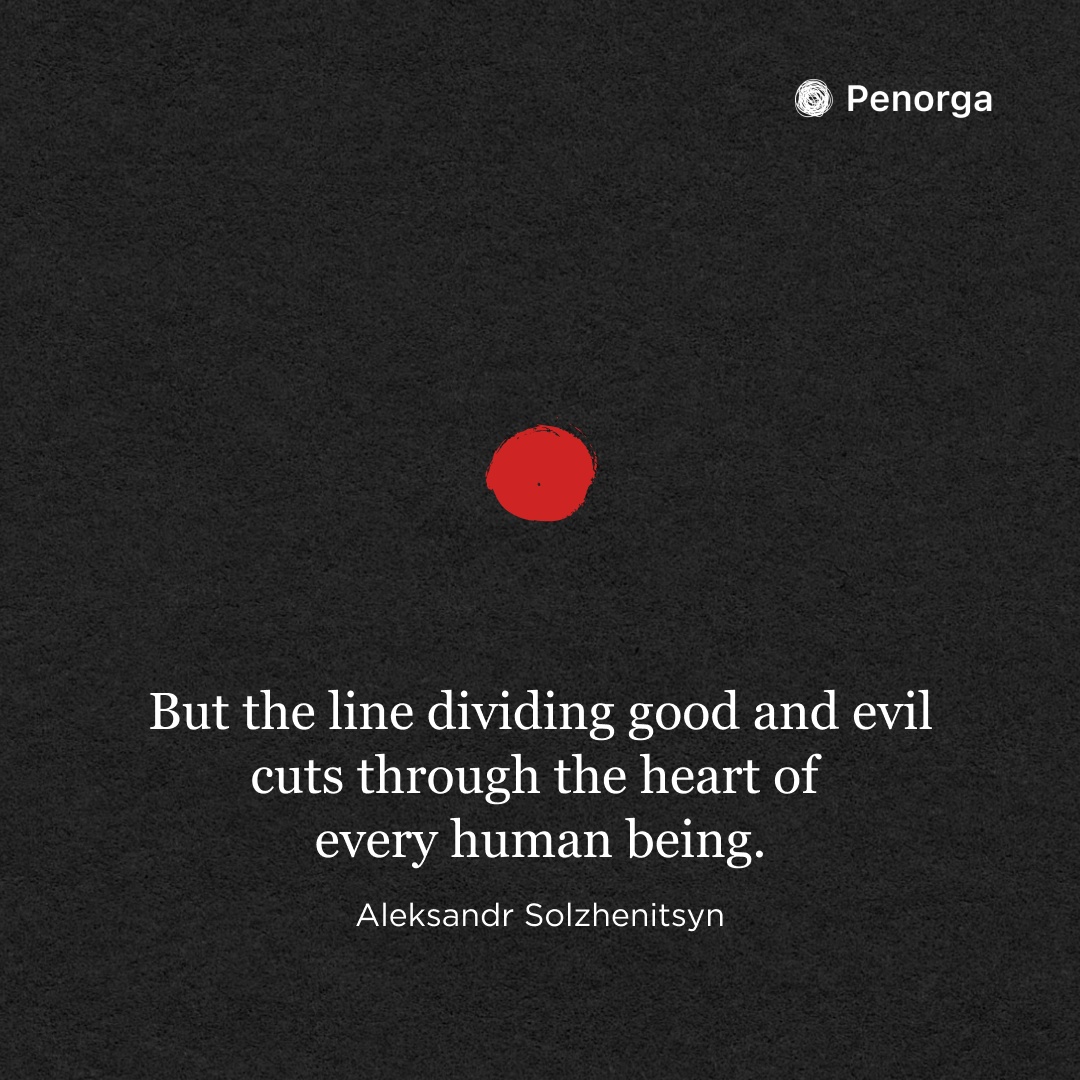 Penorga
But the line dividing good and evil
cuts through the heart of
every human being.
Aleksandr Solzhenitsyn